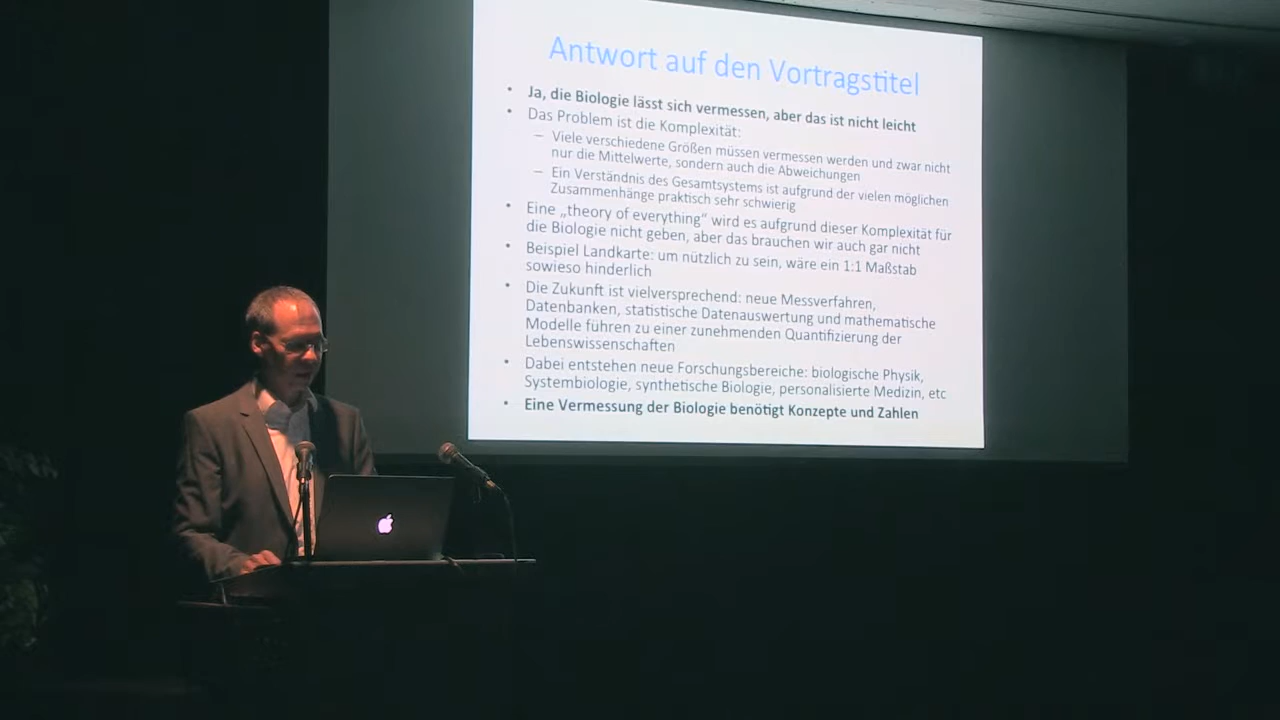 Antwort auf den Vortragstitel
• Ja, die Biologie lässt sich vermessen, aber das ist nicht leicht
• Das Problem ist die Komplexität:
– Viele verschiedene Größen müssen vermessen werden und zwar nicht
nur die Mittelwerte, sondern auch die Abweichungen
– Ein Verständnis des Gesamtsystems ist aufgrund der vielen möglichen
Zusammenhänge praktisch sehr schwierig
• Eine „theory of everything“ wird es aufgrund dieser Komplexität für
die Biologie nicht geben, aber das brauchen wir auch gar nicht
• Beispiel Landkarte: um nützlich zu sein, wäre ein 1:1 Maßstab
sowieso hinderlich
• Die Zukunft ist vielversprechend: neue Messverfahren,
Datenbanken, statistische Datenauswertung und mathematische
Modelle führen zu einer zunehmenden Quantifizierung der
Lebenswissenschaften
• Dabei entstehen neue Forschungsbereiche: biologische Physik,
Systembiologie, synthetische Biologie, personalisierte Medizin, etc
• Eine Vermessung der Biologie benötigt Konzepte und Zahlen